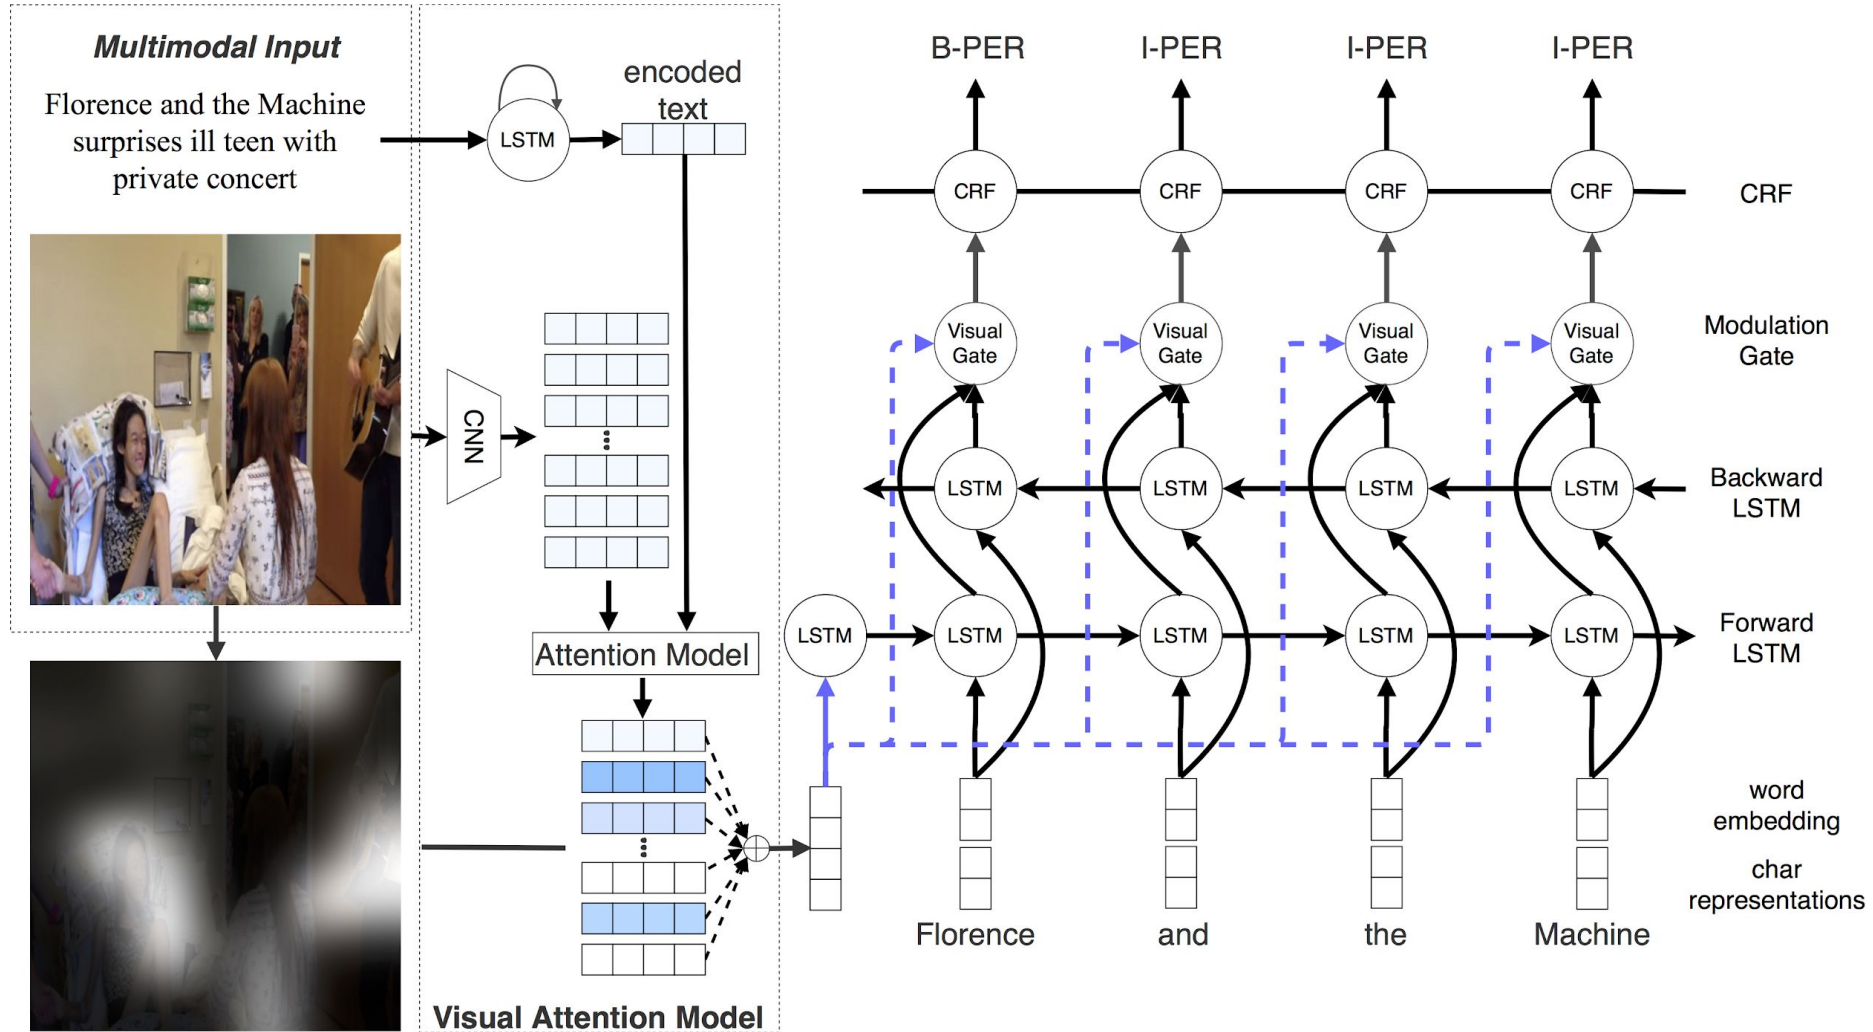 Multimodal Input
Florence and the Machine
surprises ill teen with
private concert
LSTM
encoded
text
CNN
Attention Model
Visual Attention Model
B-PER I-PER I-PER I-PER
CRF CRF CRF CRF CRF
Visual Gate Visual Gate Visual Gate Visual Gate
Modulation
Gate
LSTM LSTM LSTM LSTM
Backward
LSTM
LSTM LSTM LSTM LSTM LSTM
Forward
LSTM
word
embedding
char
representations
Florence and the Machine